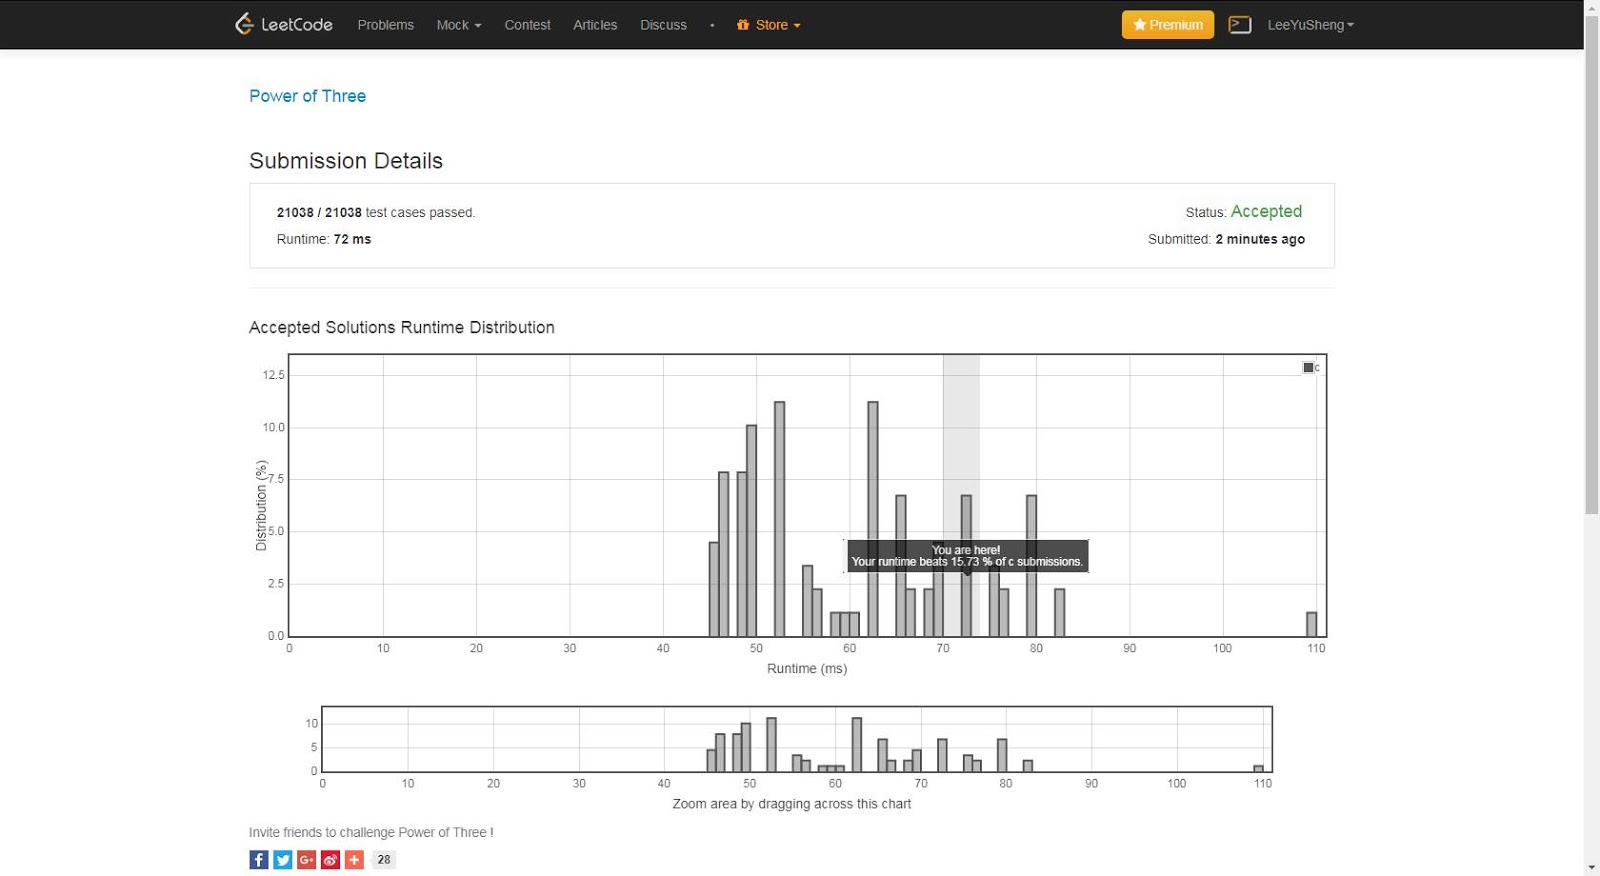 LeetCode Problems Mock Contest Articles Discuss • Store Premium LeeYuSheng
Power of Three
Submission Details
21038 / 21038 test cases passed. Status: Accepted
Runtime: 72 ms Submitted: 2 minutes ago
Accepted Solutions Runtime Distribution
c
12.5
10.0
7.5
5.0
2.5
0.0
Distribution (%)
You are here!
Your runtime beats 15.73 % of c submissions.
0 10 20 30 40 50 60 70 80 90 100 110
Runtime (ms)
10
5
0
0 10 20 30 40 50 60 70 80 90 100 110
Zoom area by dragging across this chart
Invite friends to challenge Power of Three !
28